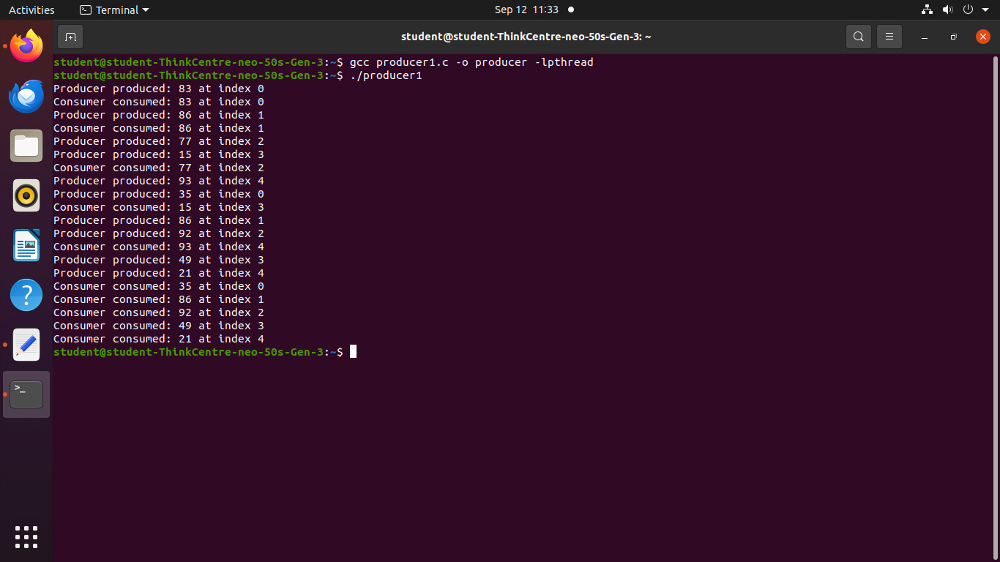 Activities Terminal Sep 12 11:33
student@student-ThinkCentre-neo-50s-Gen-3: ~
student@student-ThinkCentre-neo-50s-Gen-3:~$ gcc producer1.c -o producer -lpthread
student@student-ThinkCentre-neo-50s-Gen-3:~$ ./producer1
Producer produced: 83 at index 0
Consumer consumed: 83 at index 0
Producer produced: 86 at index 1
Consumer consumed: 86 at index 1
Producer produced: 77 at index 2
Producer produced: 15 at index 3
Consumer consumed: 77 at index 2
Producer produced: 93 at index 4
Producer produced: 35 at index 0
Consumer consumed: 15 at index 3
Producer produced: 86 at index 1
Producer produced: 92 at index 2
Consumer consumed: 93 at index 4
Producer produced: 49 at index 3
Producer produced: 21 at index 4
Consumer consumed: 35 at index 0
Consumer consumed: 86 at index 1
Consumer consumed: 92 at index 2
Consumer consumed: 49 at index 3
Consumer consumed: 21 at index 4
student@student-ThinkCentre-neo-50s-Gen-3:~$